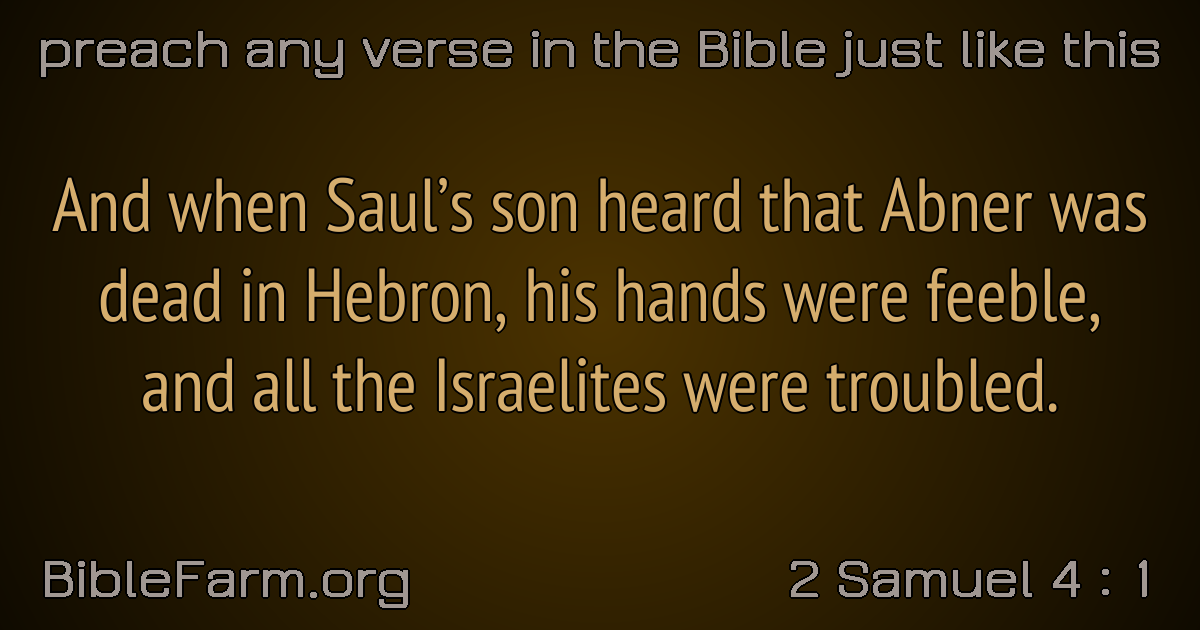 preach any verse in the Bible just like this
And when Saul’s son heard that Abner was
dead in Hebron, his hands were feeble,
and all the Israelites were troubled.
BibleFarm.org
2 Samuel 4 : 1